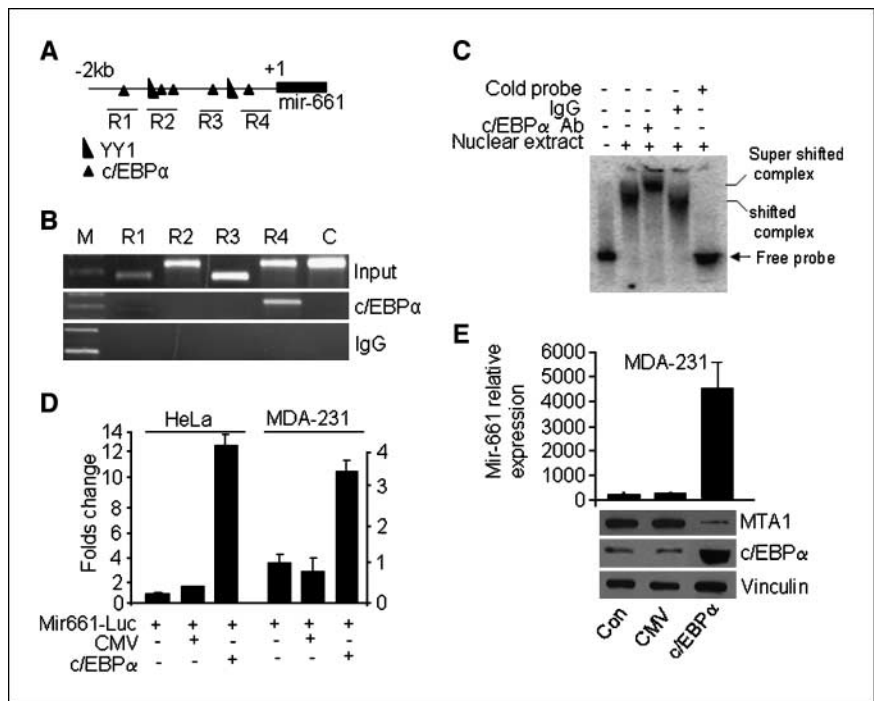 A
-2kb +1
mir-661
R1 R2 R3 R4
YY1
c/EBPα
B
M R1 R2 R3 R4 C
Input
c/EBPα
IgG
C
Cold probe - - - - +
IgG - - - + -
c/EBPα Ab - - + - -
Nuclear extract - + + + +
Super shifted
complex
shifted
complex
Free probe
D
HeLa MDA-231
Folds change
14
12
10
8
6
4
2
0
4
3
2
1
0
Mir661-Luc + + + + + +
CMV - + - - + -
c/EBPα - - + - - +
E
MDA-231
Mir-661 relative
expression
6000
5000
4000
3000
2000
1000
0
MTA1
c/EBPα
Vinculin
Con CMV c/EBPα